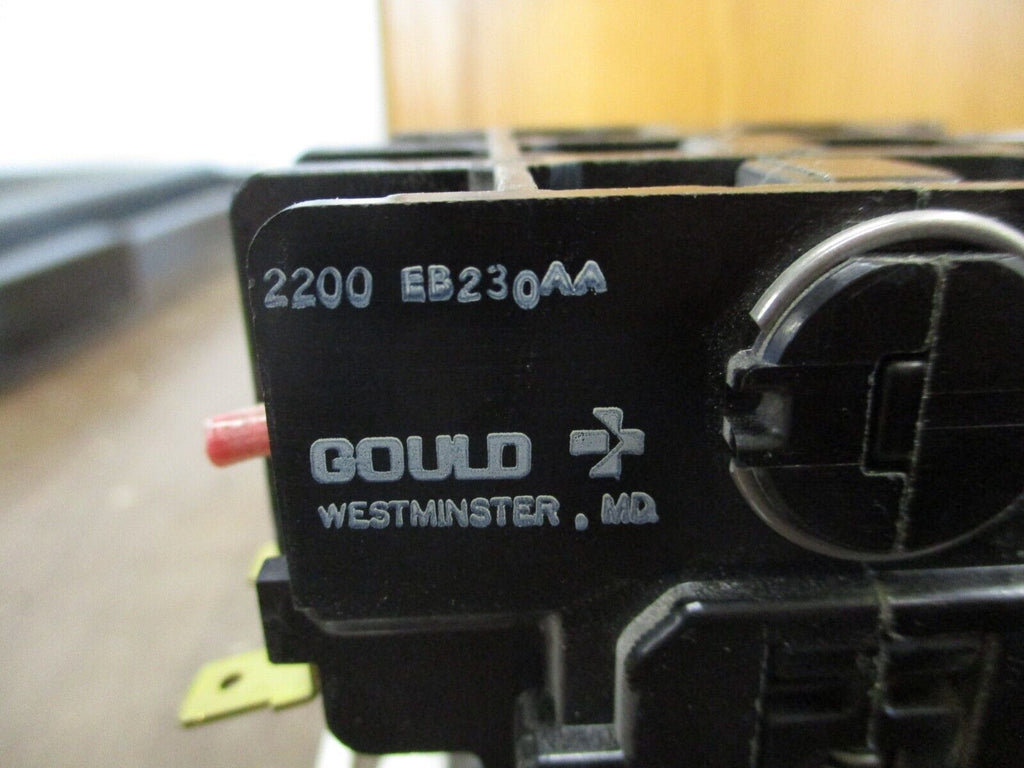 2200 EB230AA
GOULD
WESTMINSTER, MD.